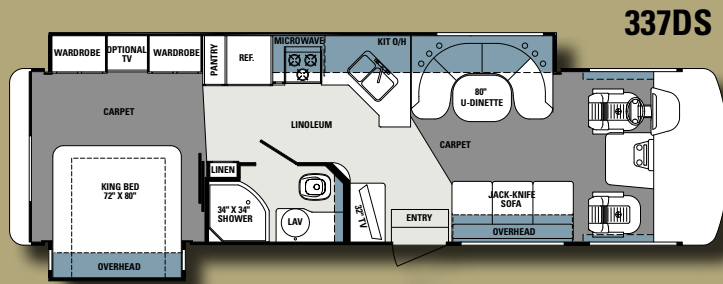 337DS
WARDROBE
OPTIONAL
TV
WARDROBE
PANTRY
REF.
MICROWAVE
KIT O/H
80"
U-DINETTE
CARPET
LINOLEUM
CARPET
LINEN
KING BED
72" X 80"
34" X 34"
SHOWER
LAV
32" TV
ENTRY
JACK-KNIFE
SOFA
OVERHEAD
OVERHEAD